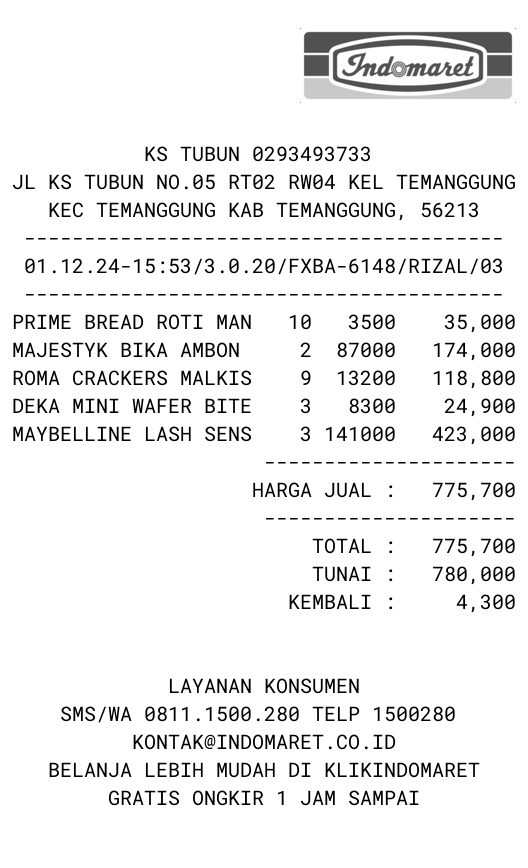 Indomaret
KS TUBUN 0293493733
JL KS TUBUN NO.05 RT02 RW04 KEL TEMANGGUNG
KEC TEMANGGUNG KAB TEMANGGUNG, 56213
----------------------------------------
01.12.24-15:53/3.0.20/FXBA-6148/RIZAL/03
----------------------------------------
PRIME BREAD ROTI MAN 10 3500 35,000
MAJESTYK BIKA AMBON 2 87000 174,000
ROMA CRACKERS MALKIS 9 13200 118,800
DEKA MINI WAFER BITE 3 8300 24,900
MAYBELLINE LASH SENS 3 141000 423,000
---------------------
HARGA JUAL : 775,700
---------------------
TOTAL : 775,700
TUNAI : 780,000
KEMBALI : 4,300
LAYANAN KONSUMEN
SMS/WA 0811.1500.280 TELP 1500280
KONTAK@INDOMARET.CO.ID
BELANJA LEBIH MUDAH DI KLIKINDOMARET
GRATIS ONGKIR 1 JAM SAMPAI